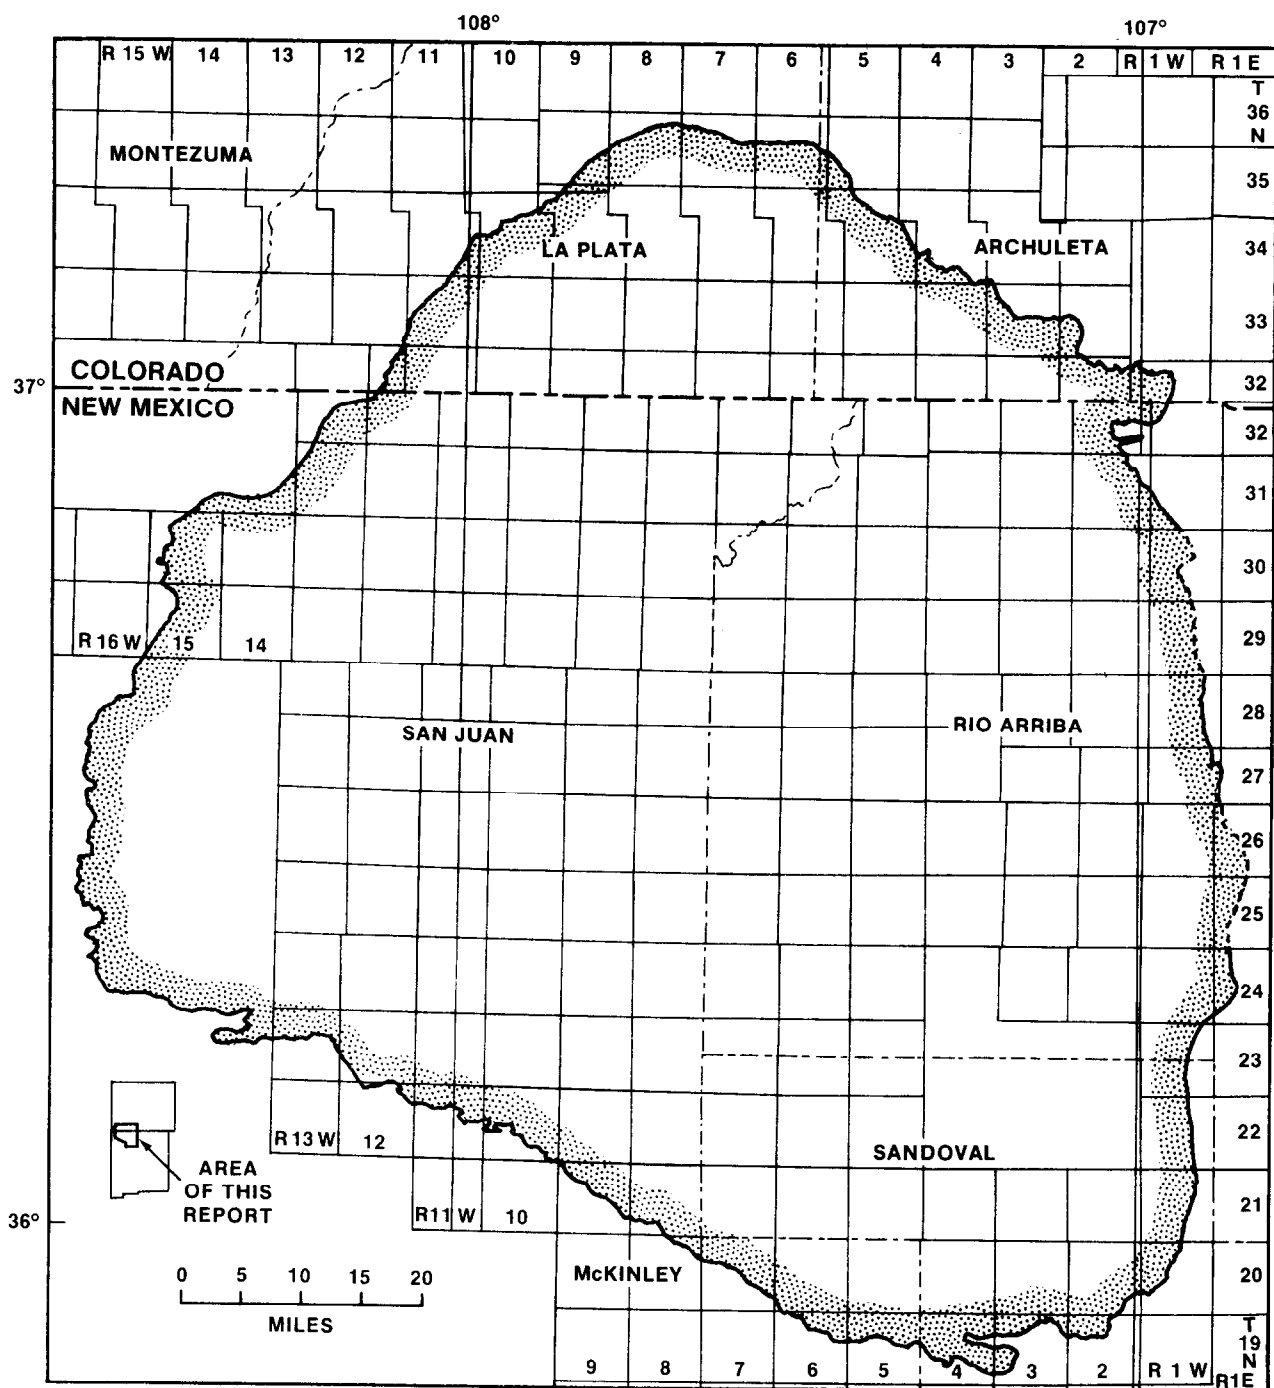 108° 107°
R 15 W 14 13 12 11 10 9 8 7 6 5 4 3 2 R 1 W R 1 E
T
36
N
MONTEZUMA
35
LA PLATA ARCHULETA 34
33
COLORADO
37° 32
NEW MEXICO
32
31
30
R 16 W 15 14 29
28
SAN JUAN RIO ARRIBA
27
26
25
24
23
R 13 W 12 22
SANDOVAL
AREA
OF THIS
REPORT
R11 W 10 21
36°
McKINLEY 20
0 5 10 15 20
MILES
T
19
N
9 8 7 6 5 4 3 2 R 1 W
R1E